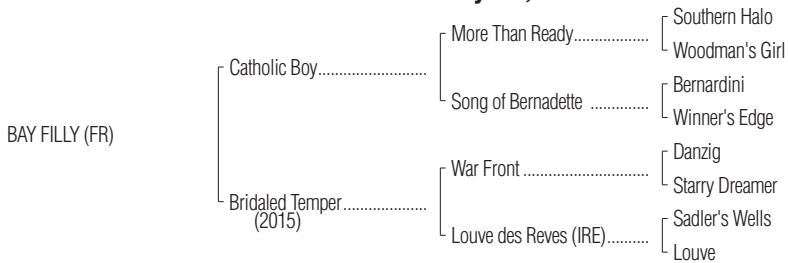 Southern Halo
More Than Ready..................
Woodman's Girl
Catholic Boy..........................
Bernardini
Song of Bernadette ..............
Winner's Edge
BAY FILLY (FR)
Danzig
War Front ..............................
Starry Dreamer
Bridaled Temper....................
(2015)
Sadler's Wells
Louve des Reves (IRE)..........
Louve